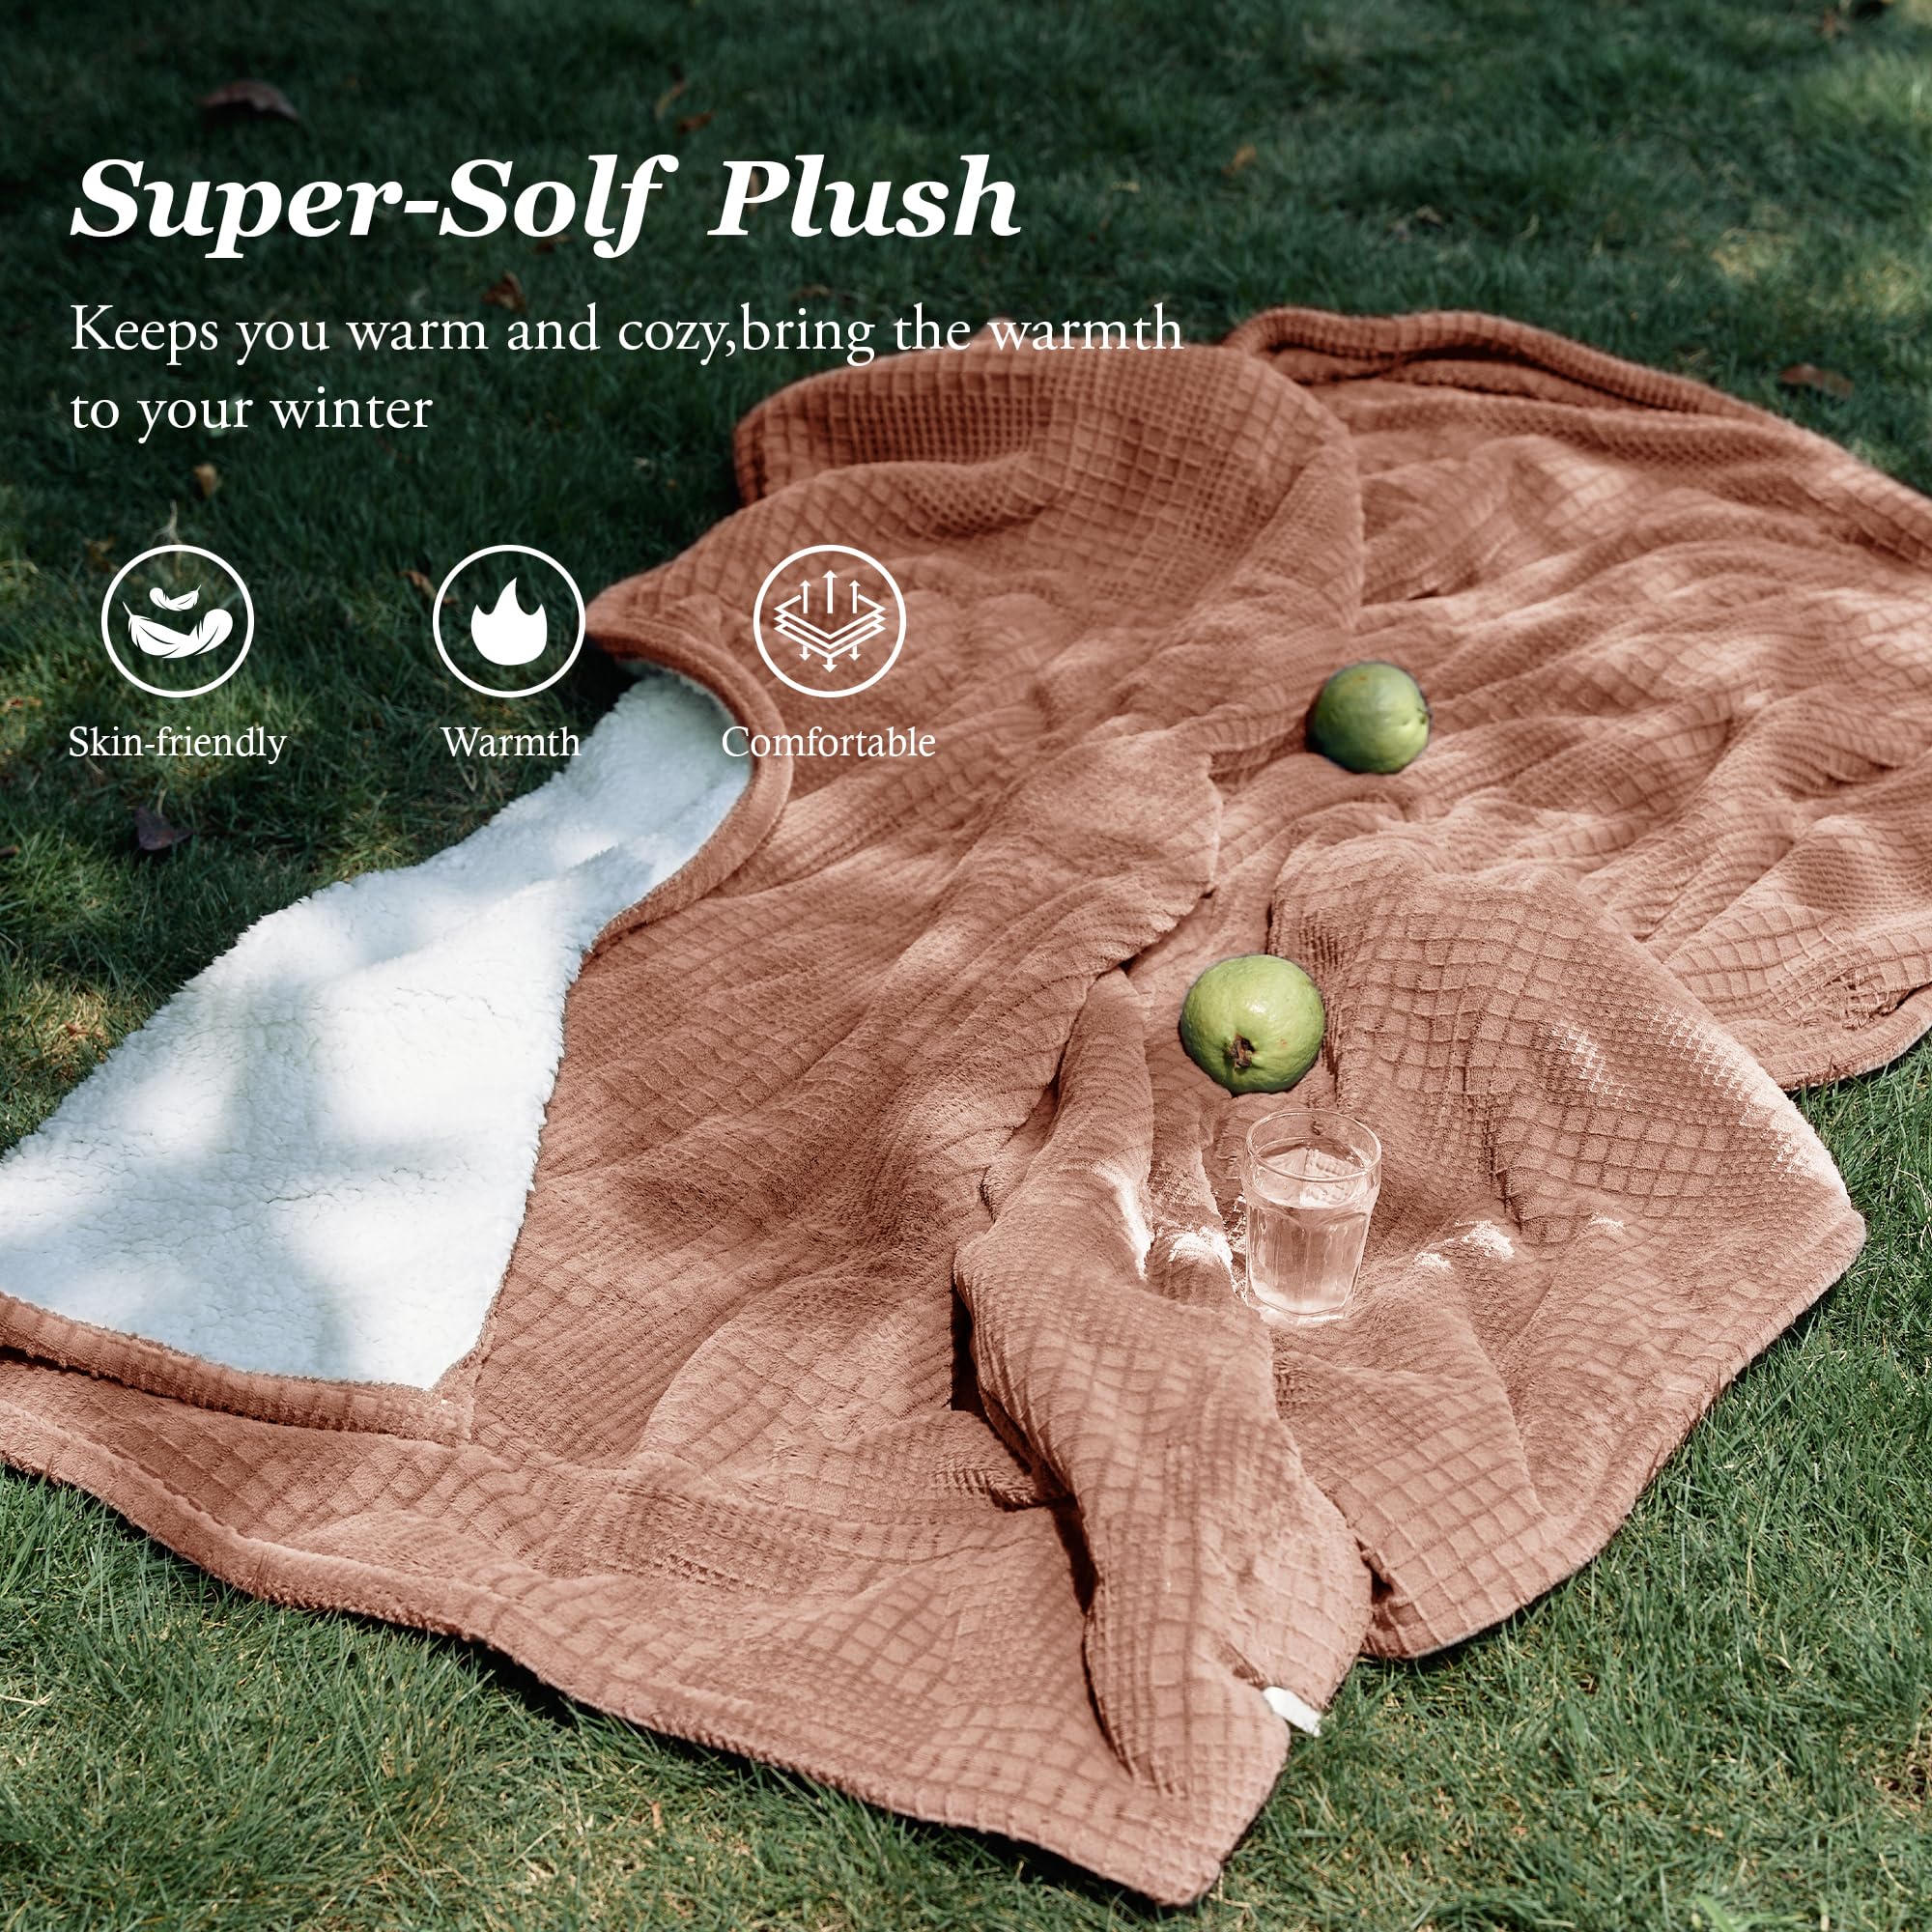 Super-Solf Plush
Keeps you warm and cozy,bring the warmth
to your winter
Skin-friendly
Warmth
Comfortable